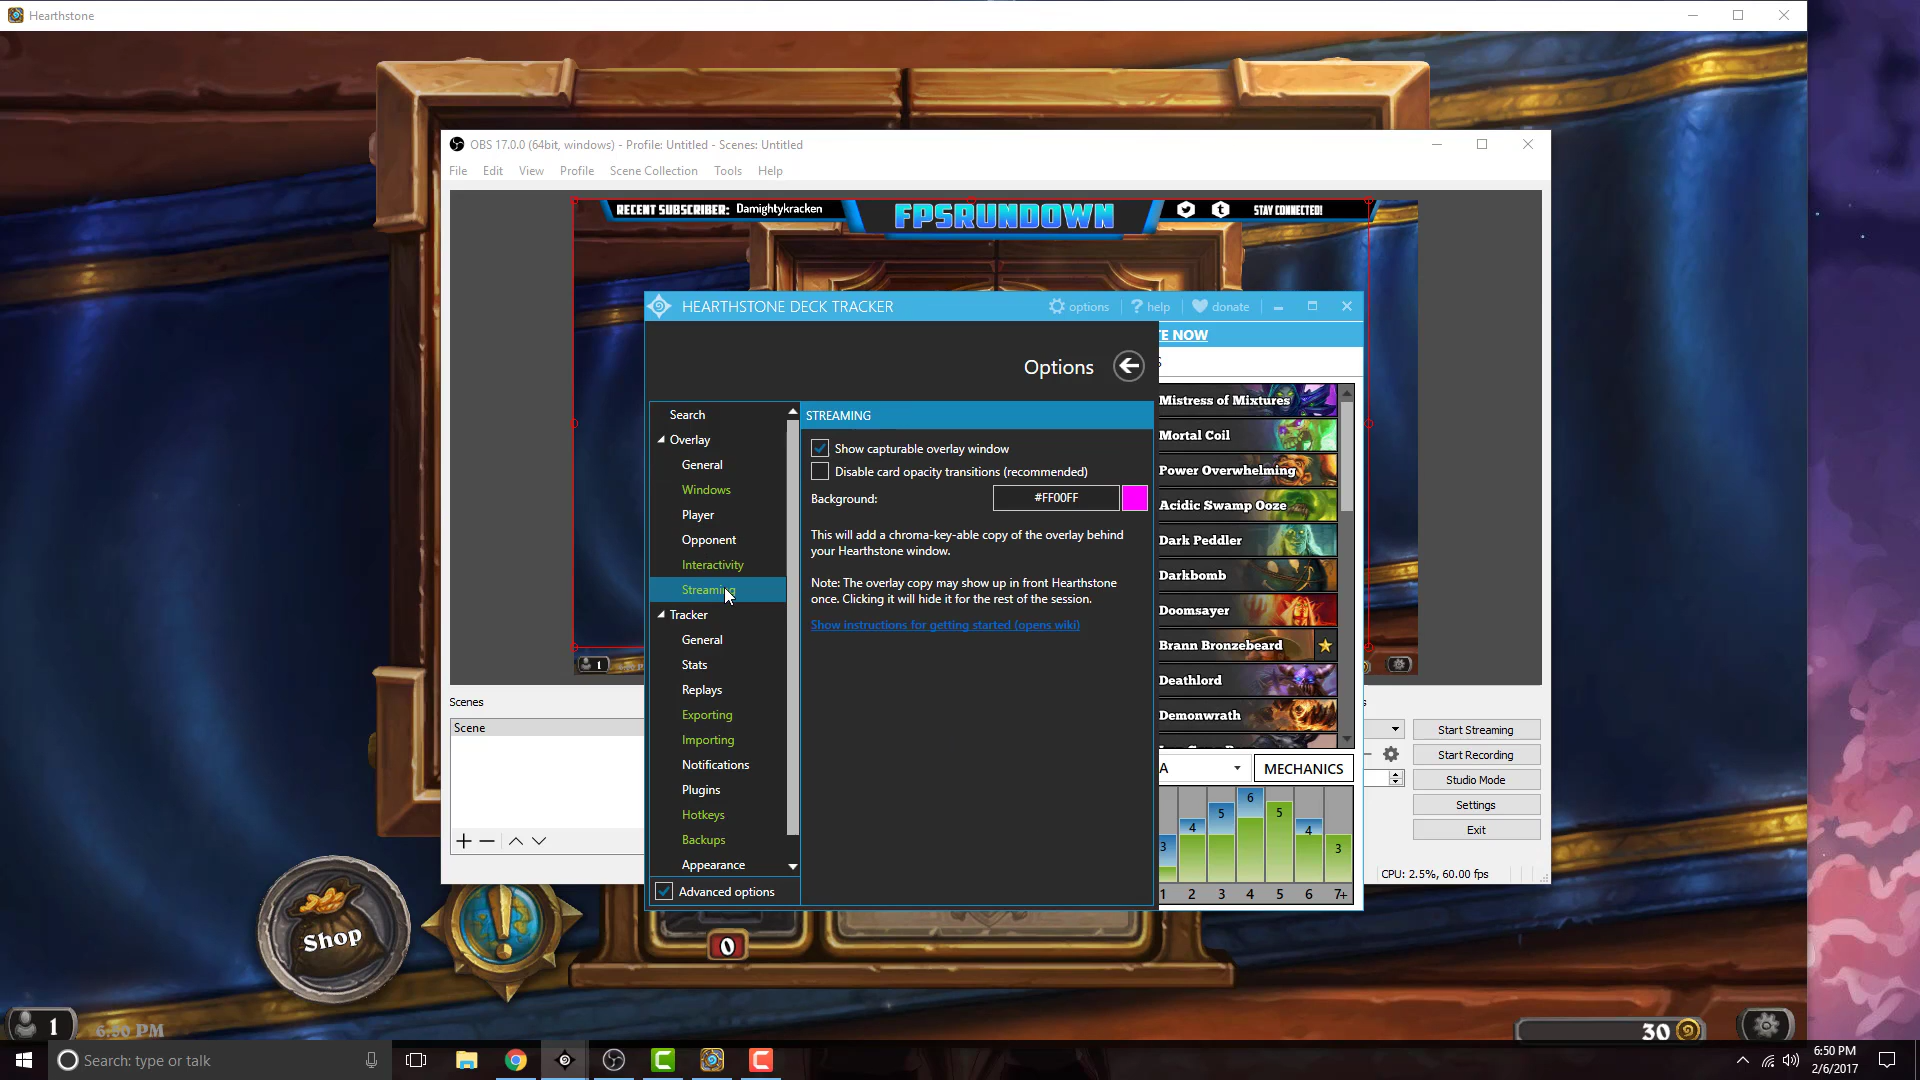 Hearthstone
OBS 17.0.0 (64bit, windows) - Profile: Untitled - Scenes: Untitled
File Edit View Profile Scene Collection Tools Help
RECENT SUBSCRIBER: Damightykracken
FPSRUNDOWN
STAY CONNECTED!
HEARTHSTONE DECK TRACKER
options
help
donate
TE NOW
Options
Search
Overlay
General
Windows
Player
Opponent
Interactivity
Streaming
Tracker
General
Stats
Replays
Exporting
Importing
Notifications
Plugins
Hotkeys
Backups
Appearance
Advanced options
STREAMING
Show capturable overlay window
Disable card opacity transitions (recommended)
Background: #FF00FF
This will add a chroma-key-able copy of the overlay behind
your Hearthstone window.
Note: The overlay copy may show up in front Hearthstone
once. Clicking it will hide it for the rest of the session.
Show instructions for getting started (opens wiki)
Mistress of Mixtures
Mortal Coil
Power Overwhelming
Acidic Swamp Ooze
Dark Peddler
Darkbomb
Doomsayer
Brann Bronzebeard
Deathlord
Demonwrath
A
MECHANICS
3 4 5 6 5 4 3
1 2 3 4 5 6 7+
1
Scenes
Scene
Start Streaming
Start Recording
Studio Mode
Settings
Exit
CPU: 2.5%, 60.00 fps
Shop
0
1
6:50 PM
30
Search: type or talk
6:50 PM
2/6/2017